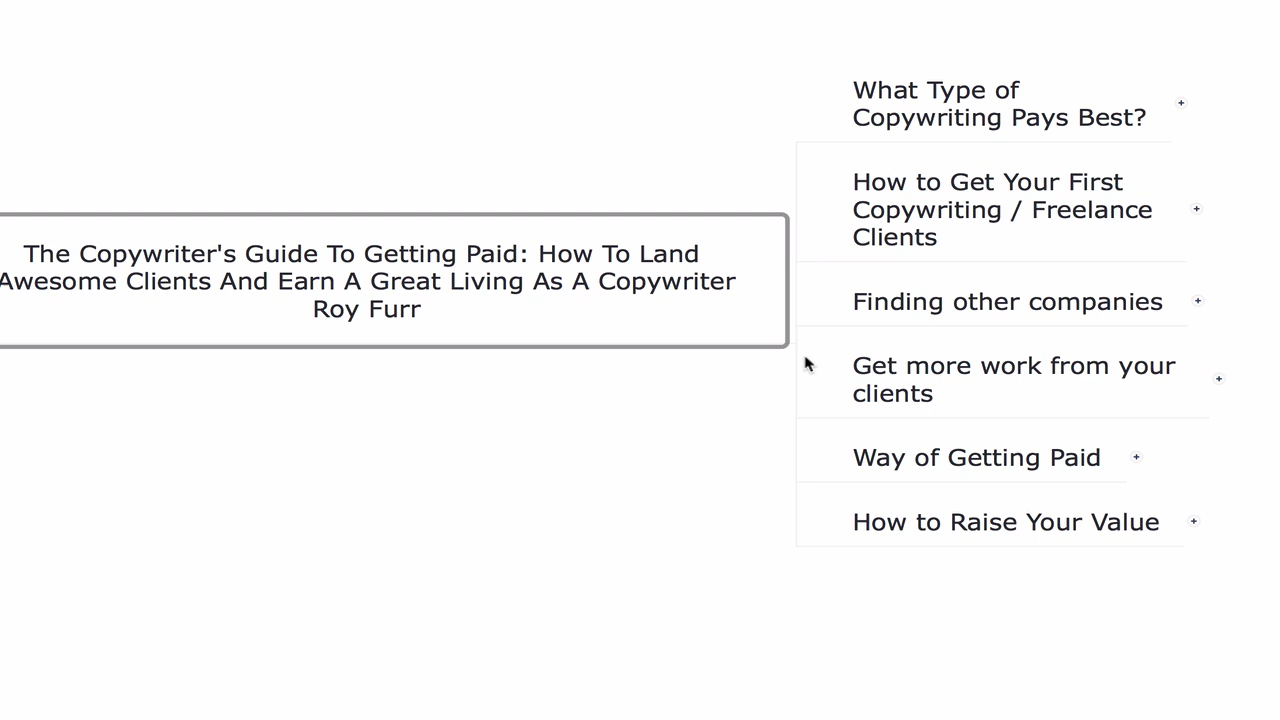 The Copywriter's Guide To Getting Paid: How To Land
Awesome Clients And Earn A Great Living As A Copywriter
Roy Furr
What Type of
Copywriting Pays Best?
How to Get Your First
Copywriting / Freelance
Clients
Finding other companies
Get more work from your
clients
Way of Getting Paid
How to Raise Your Value